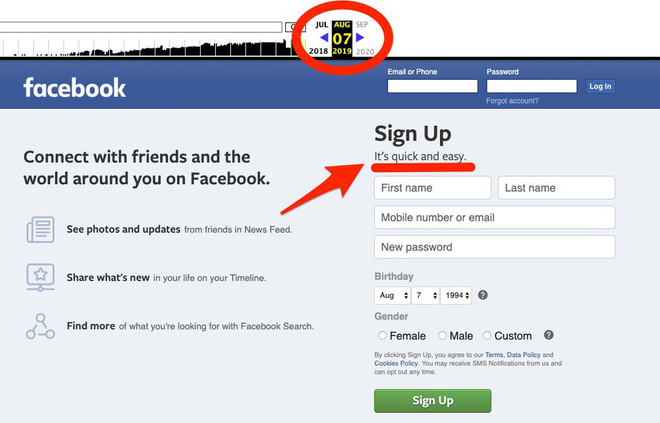 JUL AUG SEP
07
2018 2019 2020
Email or Phone Password
facebook
Log In
Forgot account?
Connect with friends and the
world around you on Facebook.
See photos and updates from friends in News Feed.
Share what's new in your life on your Timeline.
Find more of what you're looking for with Facebook Search.
Sign Up
It's quick and easy.
First name Last name
Mobile number or email
New password
Birthday
Aug 7 1994 ?
Gender
Female Male Custom ?
By clicking Sign Up, you agree to our Terms, Data Policy and
Cookies Policy. You may receive SMS Notifications from us and
can opt out any time.
Sign Up